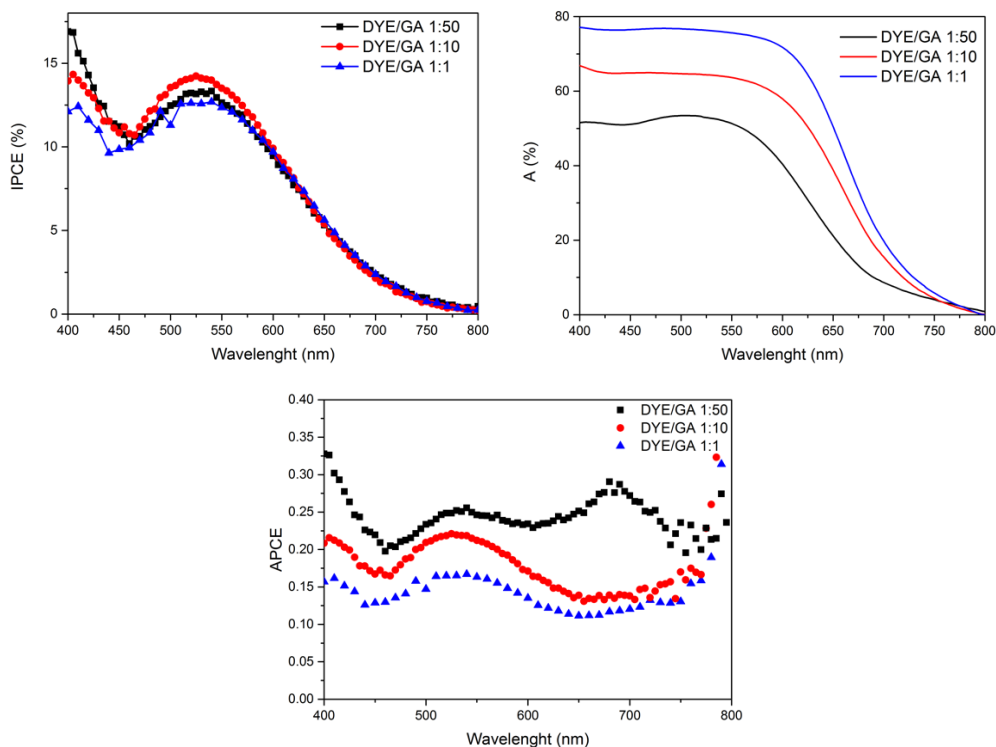 IPCE (%)
15
10
5
0
DYE/GA 1:50
DYE/GA 1:10
DYE/GA 1:1
400 450 500 550 600 650 700 750 800
Wavelenght (nm)
A (%)
80
60
40
20
0
DYE/GA 1:50
DYE/GA 1:10
DYE/GA 1:1
400 450 500 550 600 650 700 750 800
Wavelenght (nm)
APCE
0.40
0.35
0.30
0.25
0.20
0.15
0.10
0.05
0.00
DYE/GA 1:50
DYE/GA 1:10
DYE/GA 1:1
400 500 600 700 800
Wavelenght (nm)